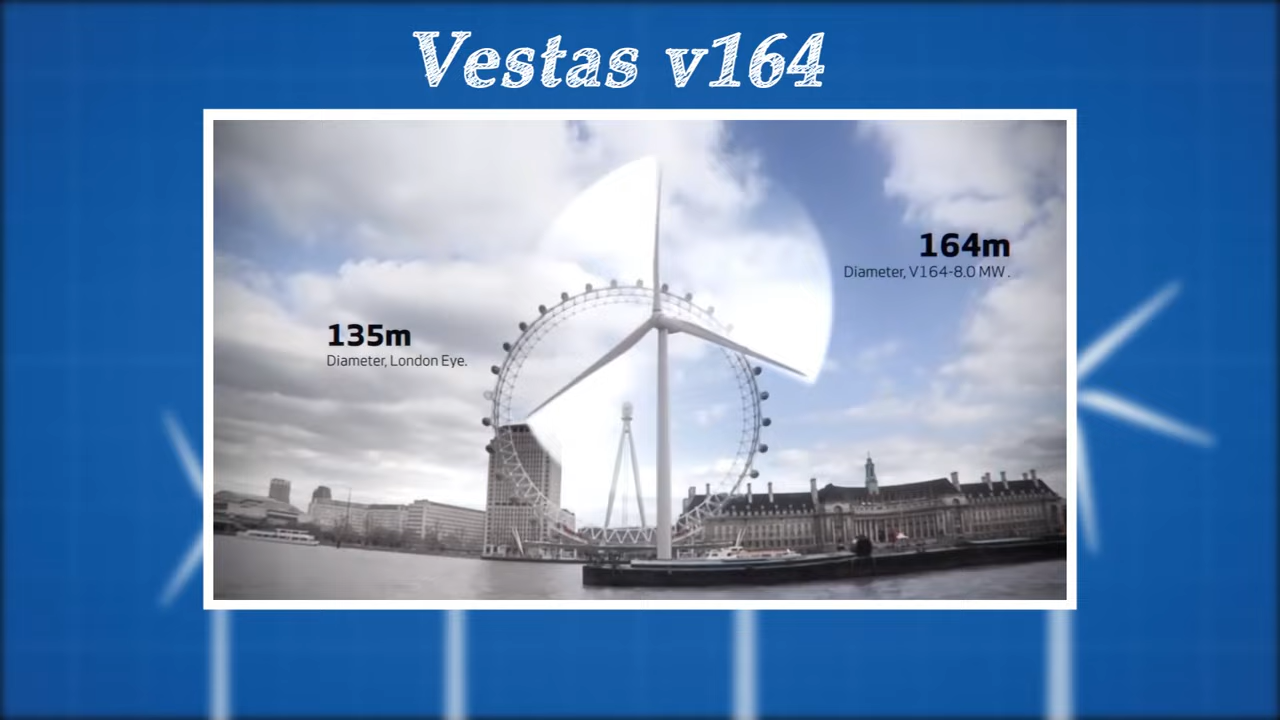 Vestas v164
164m
Diameter, V164-8.0 MW.
135m
Diameter, London Eye.